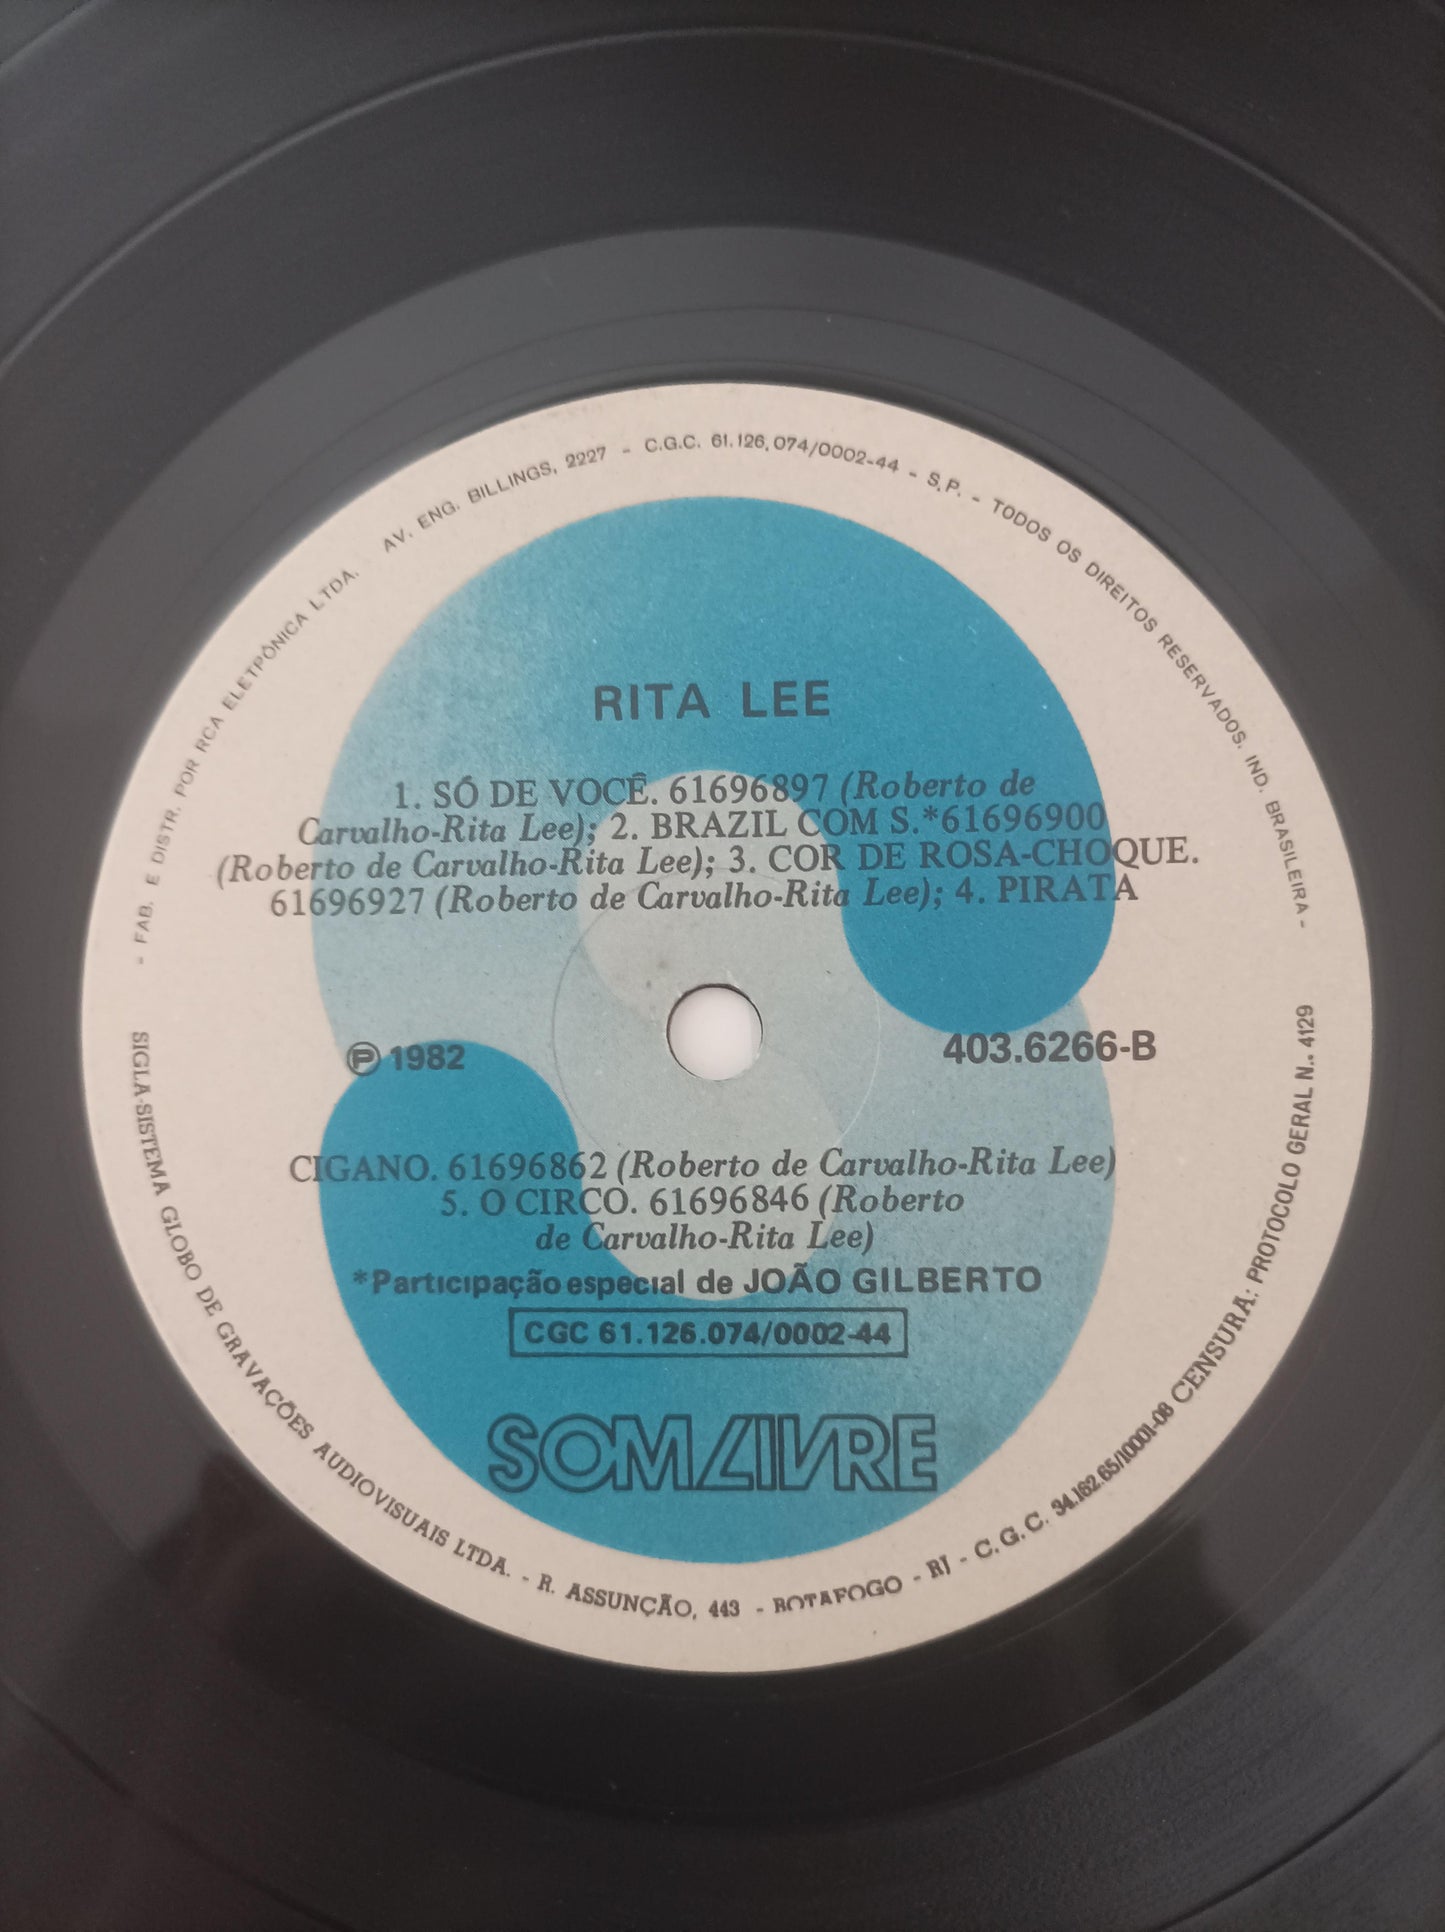 - FAB. E DISTR. POR RCA ELETRÔNICA LTDA. AV. ENG. BILLINGS, 2227 - C.G.C. 61.126.074/0002-44 - S.P. - TODOS OS DIREITOS RESERVADOS. IND. BRASILEIRA -
RITA LEE
1. SÓ DE VOCÊ. 61696897 (Roberto de
Carvalho-Rita Lee); 2. BRAZIL COM S.*61696900
(Roberto de Carvalho-Rita Lee); 3. COR DE ROSA-CHOQUE.
61696927 (Roberto de Carvalho-Rita Lee); 4. PIRATA
Ⓟ 1982
403.6266-B
CIGANO. 61696862 (Roberto de Carvalho-Rita Lee)
5. O CIRCO. 61696846 (Roberto
de Carvalho-Rita Lee)
*Participação especial de JOÃO GILBERTO
CGC 61.126.074/0002-44
SOM LIVRE
SIGLA-SISTEMA GLOBO DE GRAVAÇÕES AUDIOVISUAIS LTDA. - R. ASSUNÇÃO, 443 - BOTAFOGO - RJ - C.G.C. 34.162.65/10001-08 CENSURA: PROTOCOLO GERAL N.. 4129